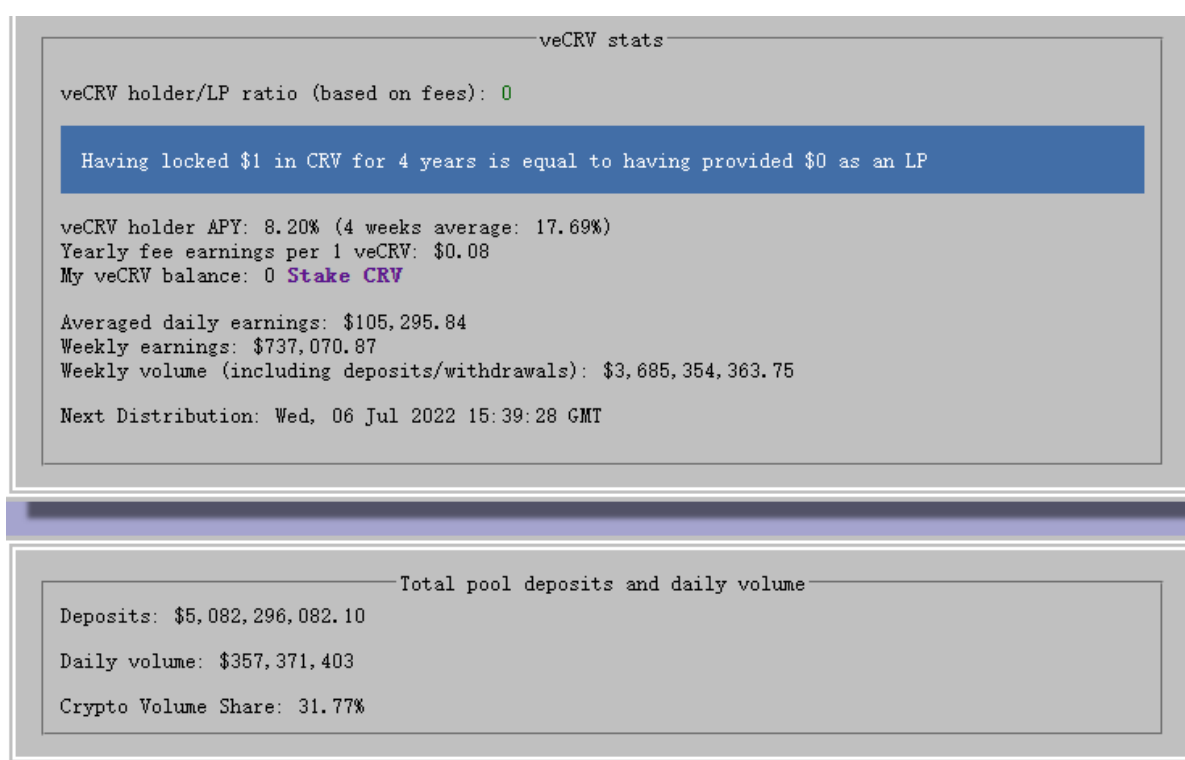 veCRV stats
veCRV holder/LP ratio (based on fees): 0
Having locked $1 in CRV for 4 years is equal to having provided $0 as an LP
veCRV holder APY: 8.20% (4 weeks average: 17.69%)
Yearly fee earnings per 1 veCRV: $0.08
My veCRV balance: 0 Stake CRV
Averaged daily earnings: $105,295.84
Weekly earnings: $737,070.87
Weekly volume (including deposits/withdrawals): $3,685,354,363.75
Next Distribution: Wed, 06 Jul 2022 15:39:28 GMT
Total pool deposits and daily volume
Deposits: $5,082,296,082.10
Daily volume: $357,371,403
Crypto Volume Share: 31.77%